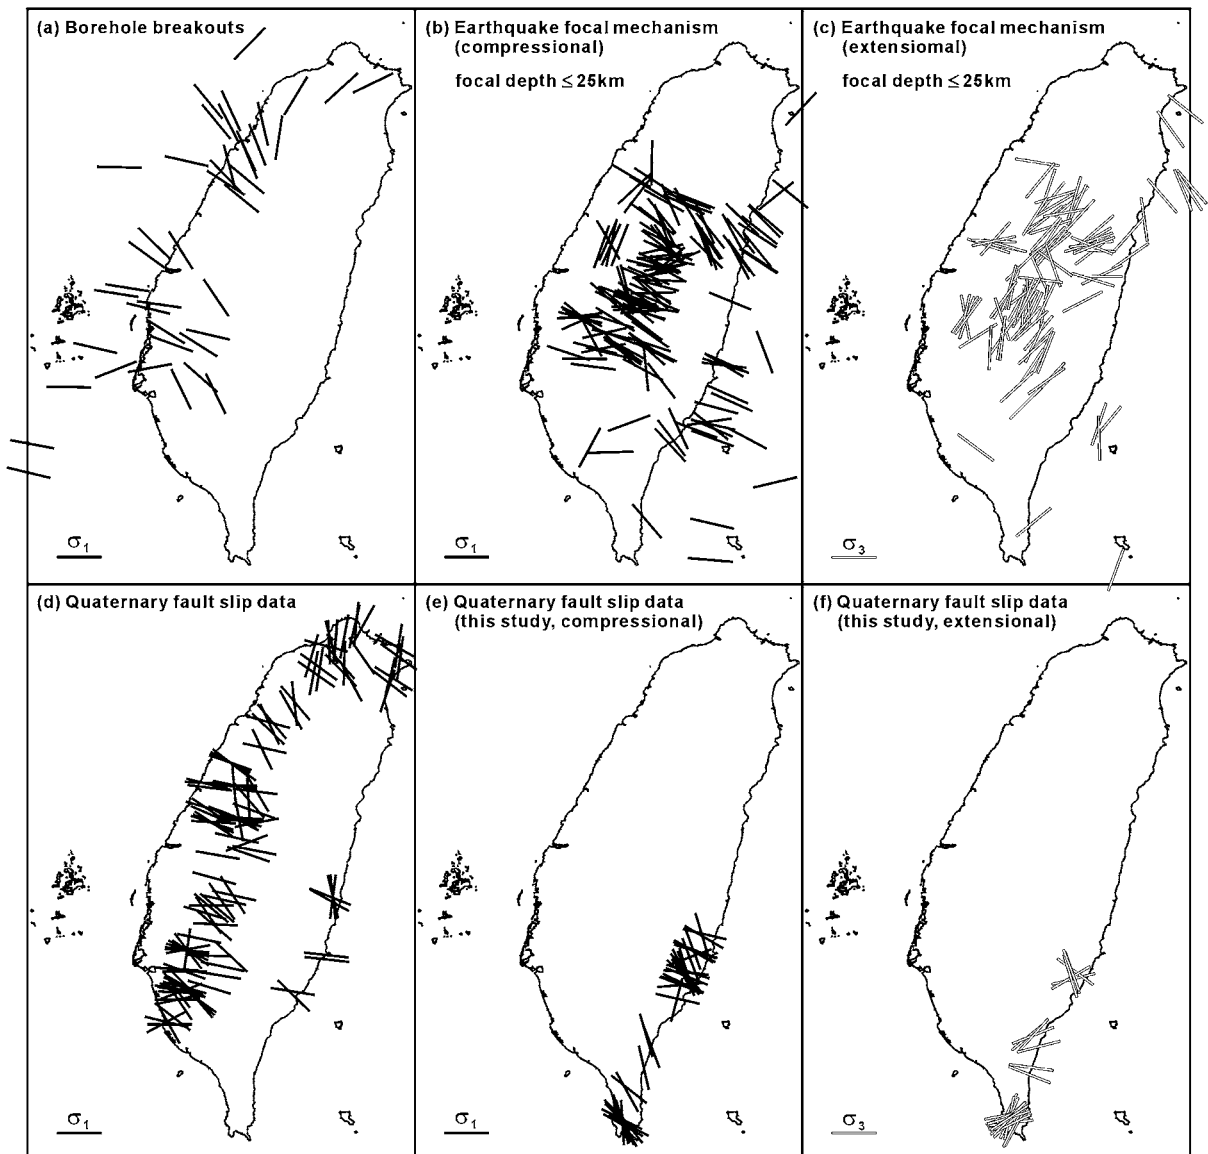 (a) Borehole breakouts
σ1
(b) Earthquake focal mechanism
(compressional)
focal depth ≤ 25km
σ1
(c) Earthquake focal mechanism
(extensiomal)
focal depth ≤ 25km
σ3
(d) Quaternary fault slip data
σ1
(e) Quaternary fault slip data
(this study, compressional)
σ1
(f) Quaternary fault slip data
(this study, extensional)
σ3